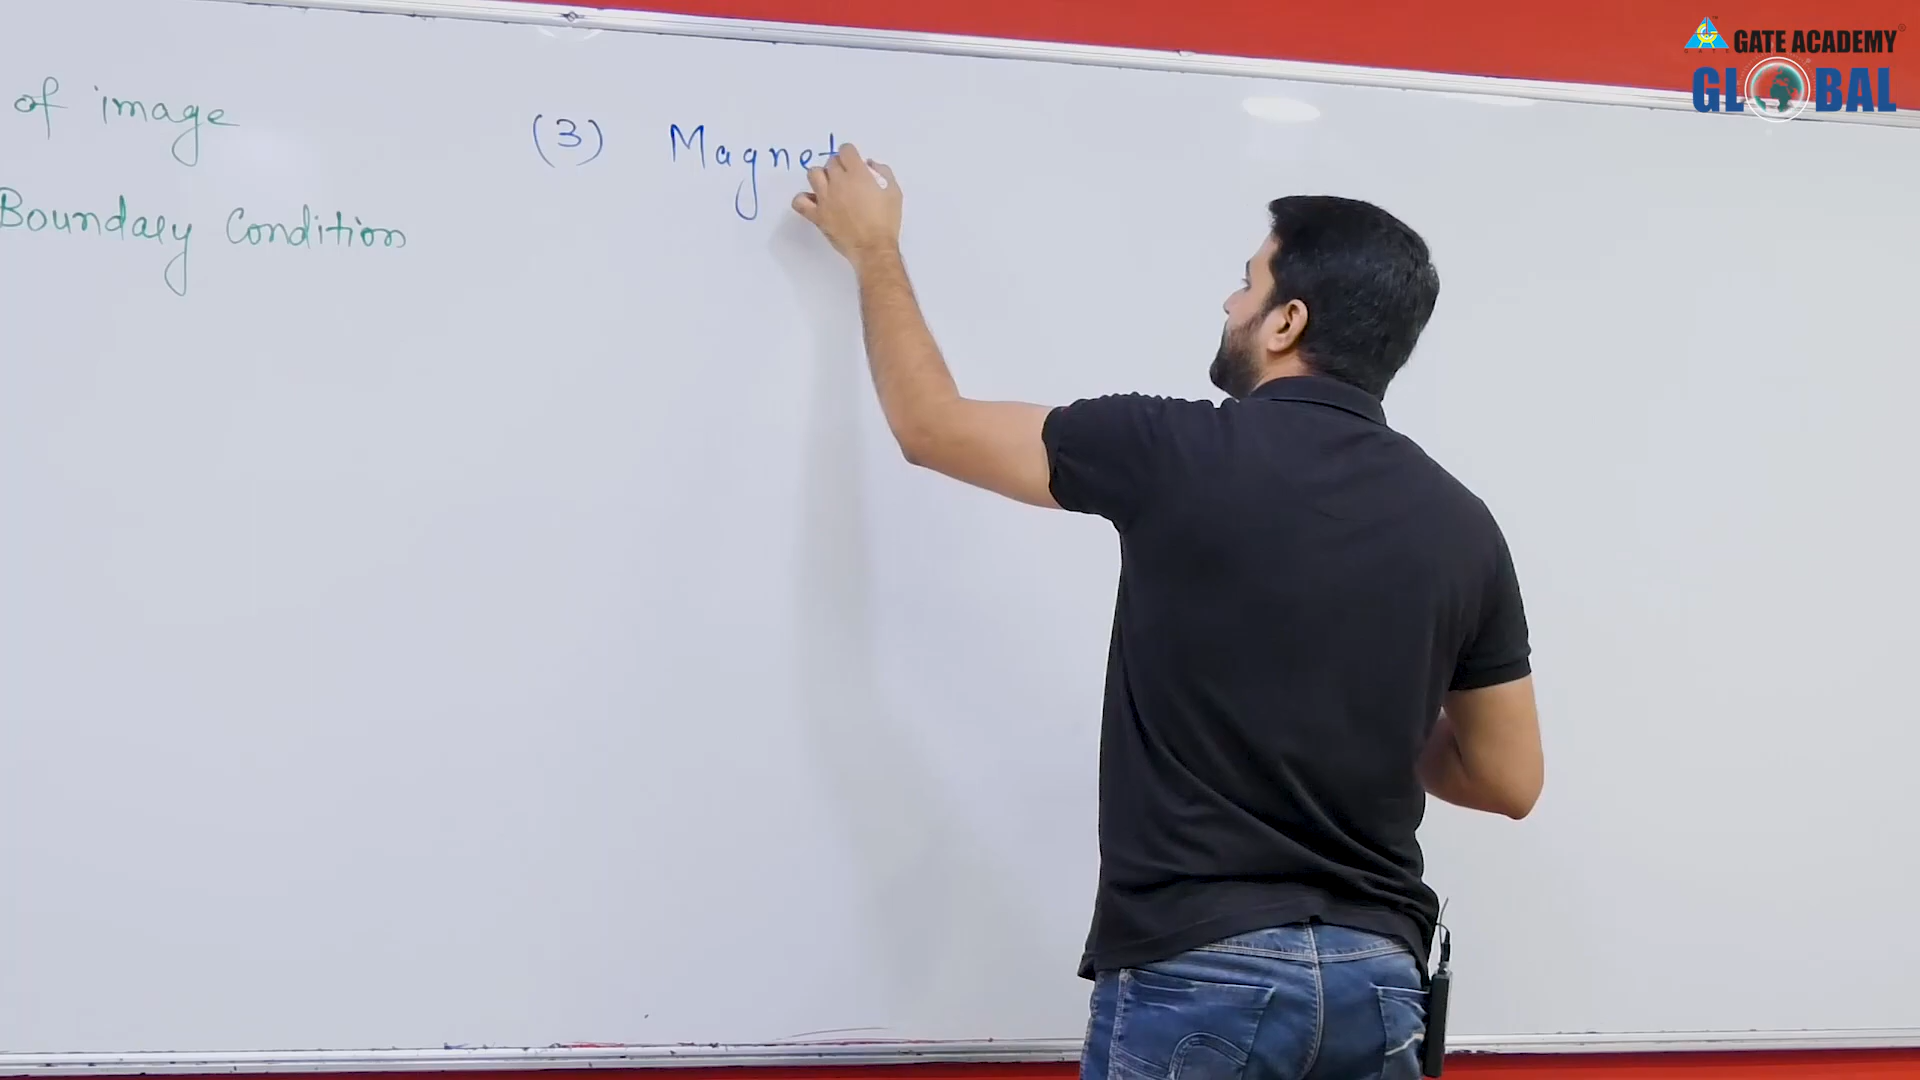 of image
Boundary Condition
(3) Magnet
GATE ACADEMY
GLOBAL